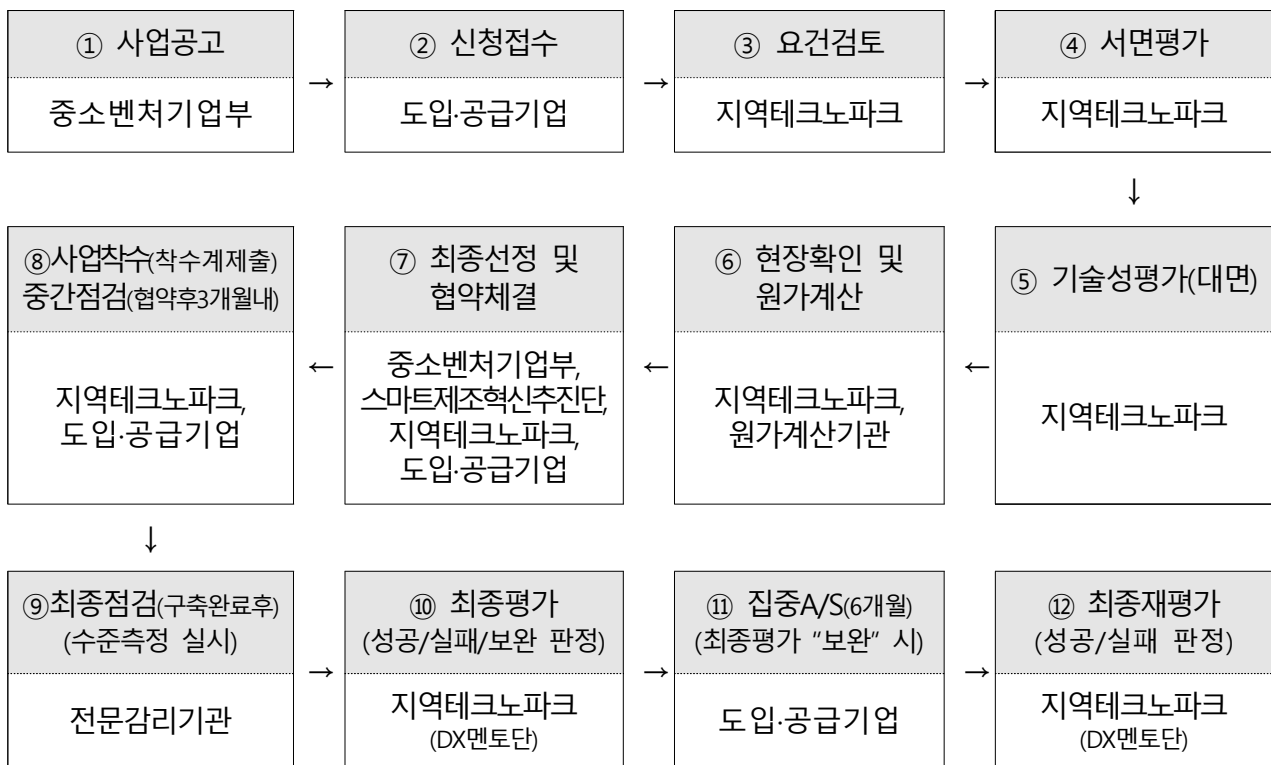 ① 사업공고
중소벤처기업부
→
② 신청접수
도입·공급기업
→
③ 요건검토
지역테크노파크
→
④ 서면평가
지역테크노파크
↓
⑤ 기술성평가(대면)
지역테크노파크
←
⑥ 현장확인 및
원가계산
지역테크노파크,
원가계산기관
←
⑦ 최종선정 및
협약체결
중소벤처기업부,
스마트제조혁신추진단,
지역테크노파크,
도입·공급기업
←
⑧사업착수(착수계제출)
중간점검(협약후3개월내)
지역테크노파크,
도입·공급기업
↓
⑨최종점검(구축완료후)
(수준측정 실시)
전문감리기관
→
⑩ 최종평가
(성공/실패/보완 판정)
지역테크노파크
(DX멘토단)
→
⑪ 집중A/S(6개월)
(최종평가 “보완” 시)
도입·공급기업
→
⑫ 최종재평가
(성공/실패 판정)
지역테크노파크
(DX멘토단)